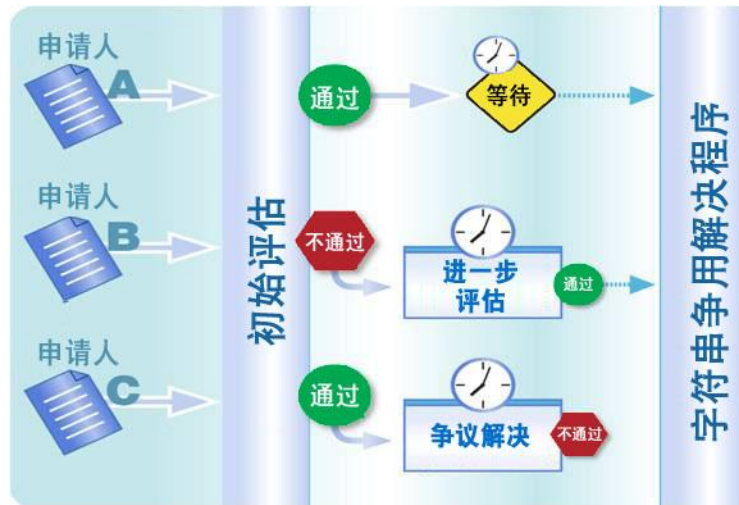 申请人
A
通过
等待
申请人
B
不通过
进一步
评估
通过
申请人
C
通过
争议解决
不通过
初始评估
字符串争用解决程序